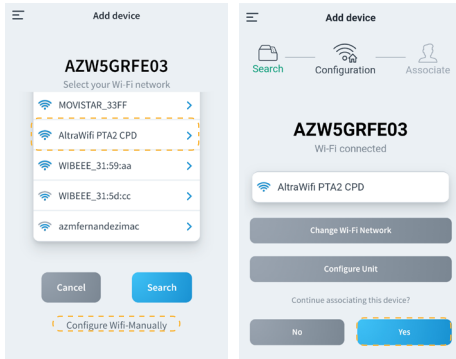 Add device
AZW5GRFE03
Select your Wi-Fi network
MOVISTAR_33FF
AltraWifi PTA2 CPD
WIBEEE_31:59:aa
WIBEEE_31:5d:cc
azmfernandezimac
Cancel
Search
Configure Wifi-Manually
Add device
Search
Configuration
Associate
AZW5GRFE03
Wi-Fi connected
AltraWifi PTA2 CPD
Change Wi-Fi Network
Configure Unit
Continue associating this device?
No
Yes